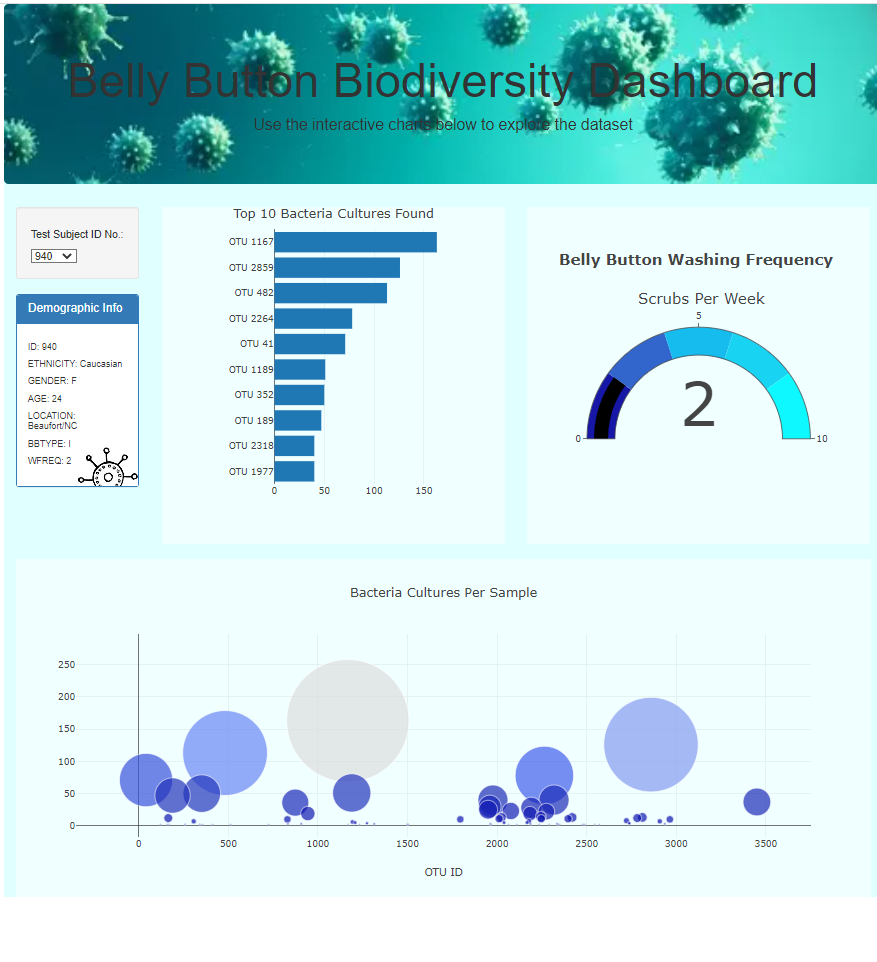 Belly Button Biodiversity Dashboard
Use the interactive charts below to explore the dataset
Test Subject ID No.:
940
Demographic Info
ID: 940
ETHNICITY: Caucasian
GENDER: F
AGE: 24
LOCATION:
Beaufort/NC
BBTYPE: I
WFREQ: 2
Top 10 Bacteria Cultures Found
OTU 1167
OTU 2859
OTU 482
OTU 2264
OTU 41
OTU 1189
OTU 352
OTU 189
OTU 2318
OTU 1977
0 50 100 150
Belly Button Washing Frequency
Scrubs Per Week
5
2
0 10
Bacteria Cultures Per Sample
250
200
150
100
50
0
0 500 1000 1500 2000 2500 3000 3500
OTU ID